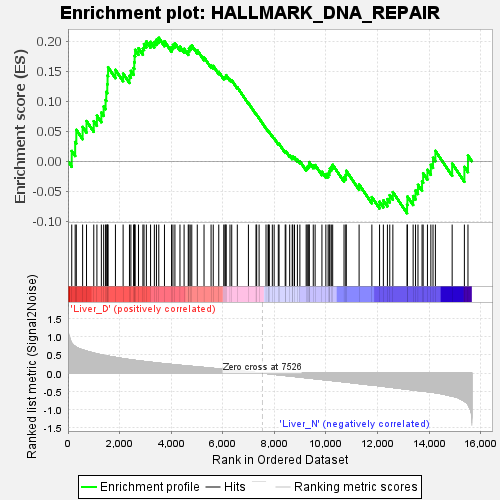 Enrichment plot: HALLMARK_DNA_REPAIR
Enrichment score (ES)
0.20
0.15
0.10
0.05
0.00
-0.05
-0.10
'Liver_D' (positively correlated)
Ranked list metric (Signal2Noise)
1.5
1.0
0.5
0.0
-0.5
-1.0
-1.5
Zero cross at 7526
'Liver_N' (negatively correlated)
0
2,000
4,000
6,000
8,000
10,000
12,000
14,000
16,000
Rank in Ordered Dataset
Enrichment profile
Hits
Ranking metric scores